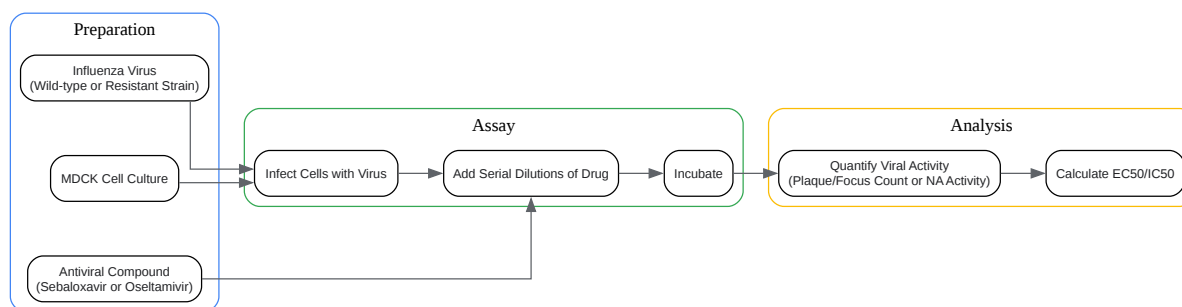 Preparation
Influenza Virus
(Wild-type or Resistant Strain)
MDCK Cell Culture
Antiviral Compound
(Sebaloxavir or Oseltamivir)
Assay
Infect Cells with Virus
Add Serial Dilutions of Drug
Incubate
Analysis
Quantify Viral Activity
(Plaque/Focus Count or NA Activity)
Calculate EC50/IC50